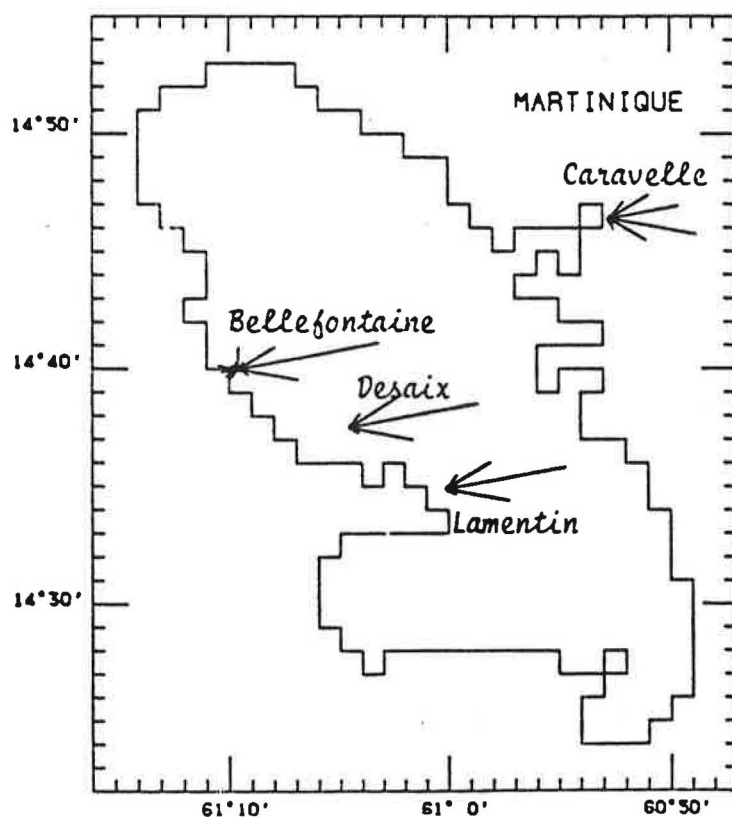 MARTINIQUE
14°50'
Caravelle
Bellefontaine
14°40'
Desaix
Lamentin
14°30'
61°10' 61° 0' 60°50'